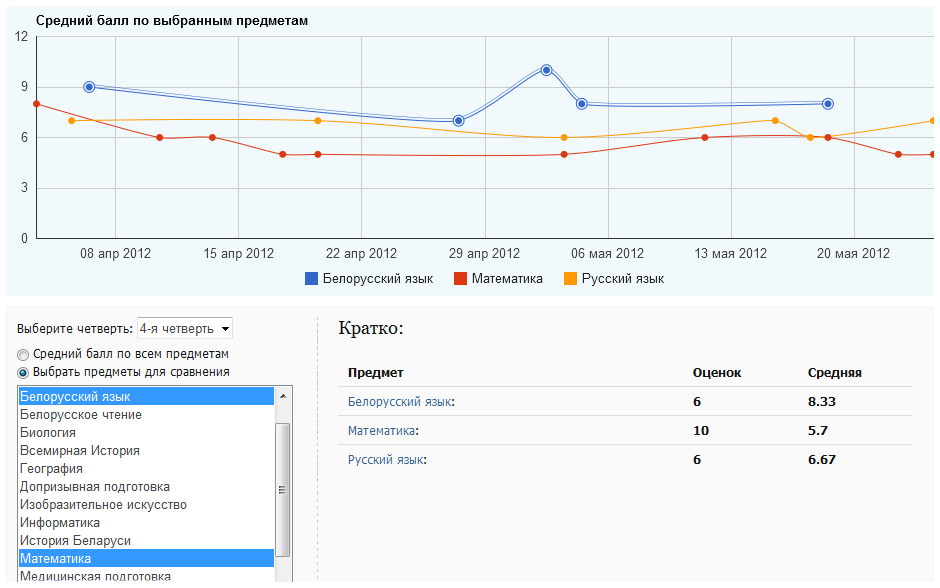 Средний балл по выбранным предметам
12
9
6
3
0
08 апр 2012 15 апр 2012 22 апр 2012 29 апр 2012 06 мая 2012 13 мая 2012 20 мая 2012
Белорусский язык Математика Русский язык
Выберите четверть: 4-я четверть
Средний балл по всем предметам
Выбрать предметы для сравнения
Белорусский язык
Белорусское чтение
Биология
Всемирная История
География
Допризывная подготовка
Изобразительное искусство
Информатика
История Беларуси
Математика
Медицинская подготовка
Кратко:
Предмет Оценок Средняя
Белорусский язык: 6 8.33
Математика: 10 5.7
Русский язык: 6 6.67